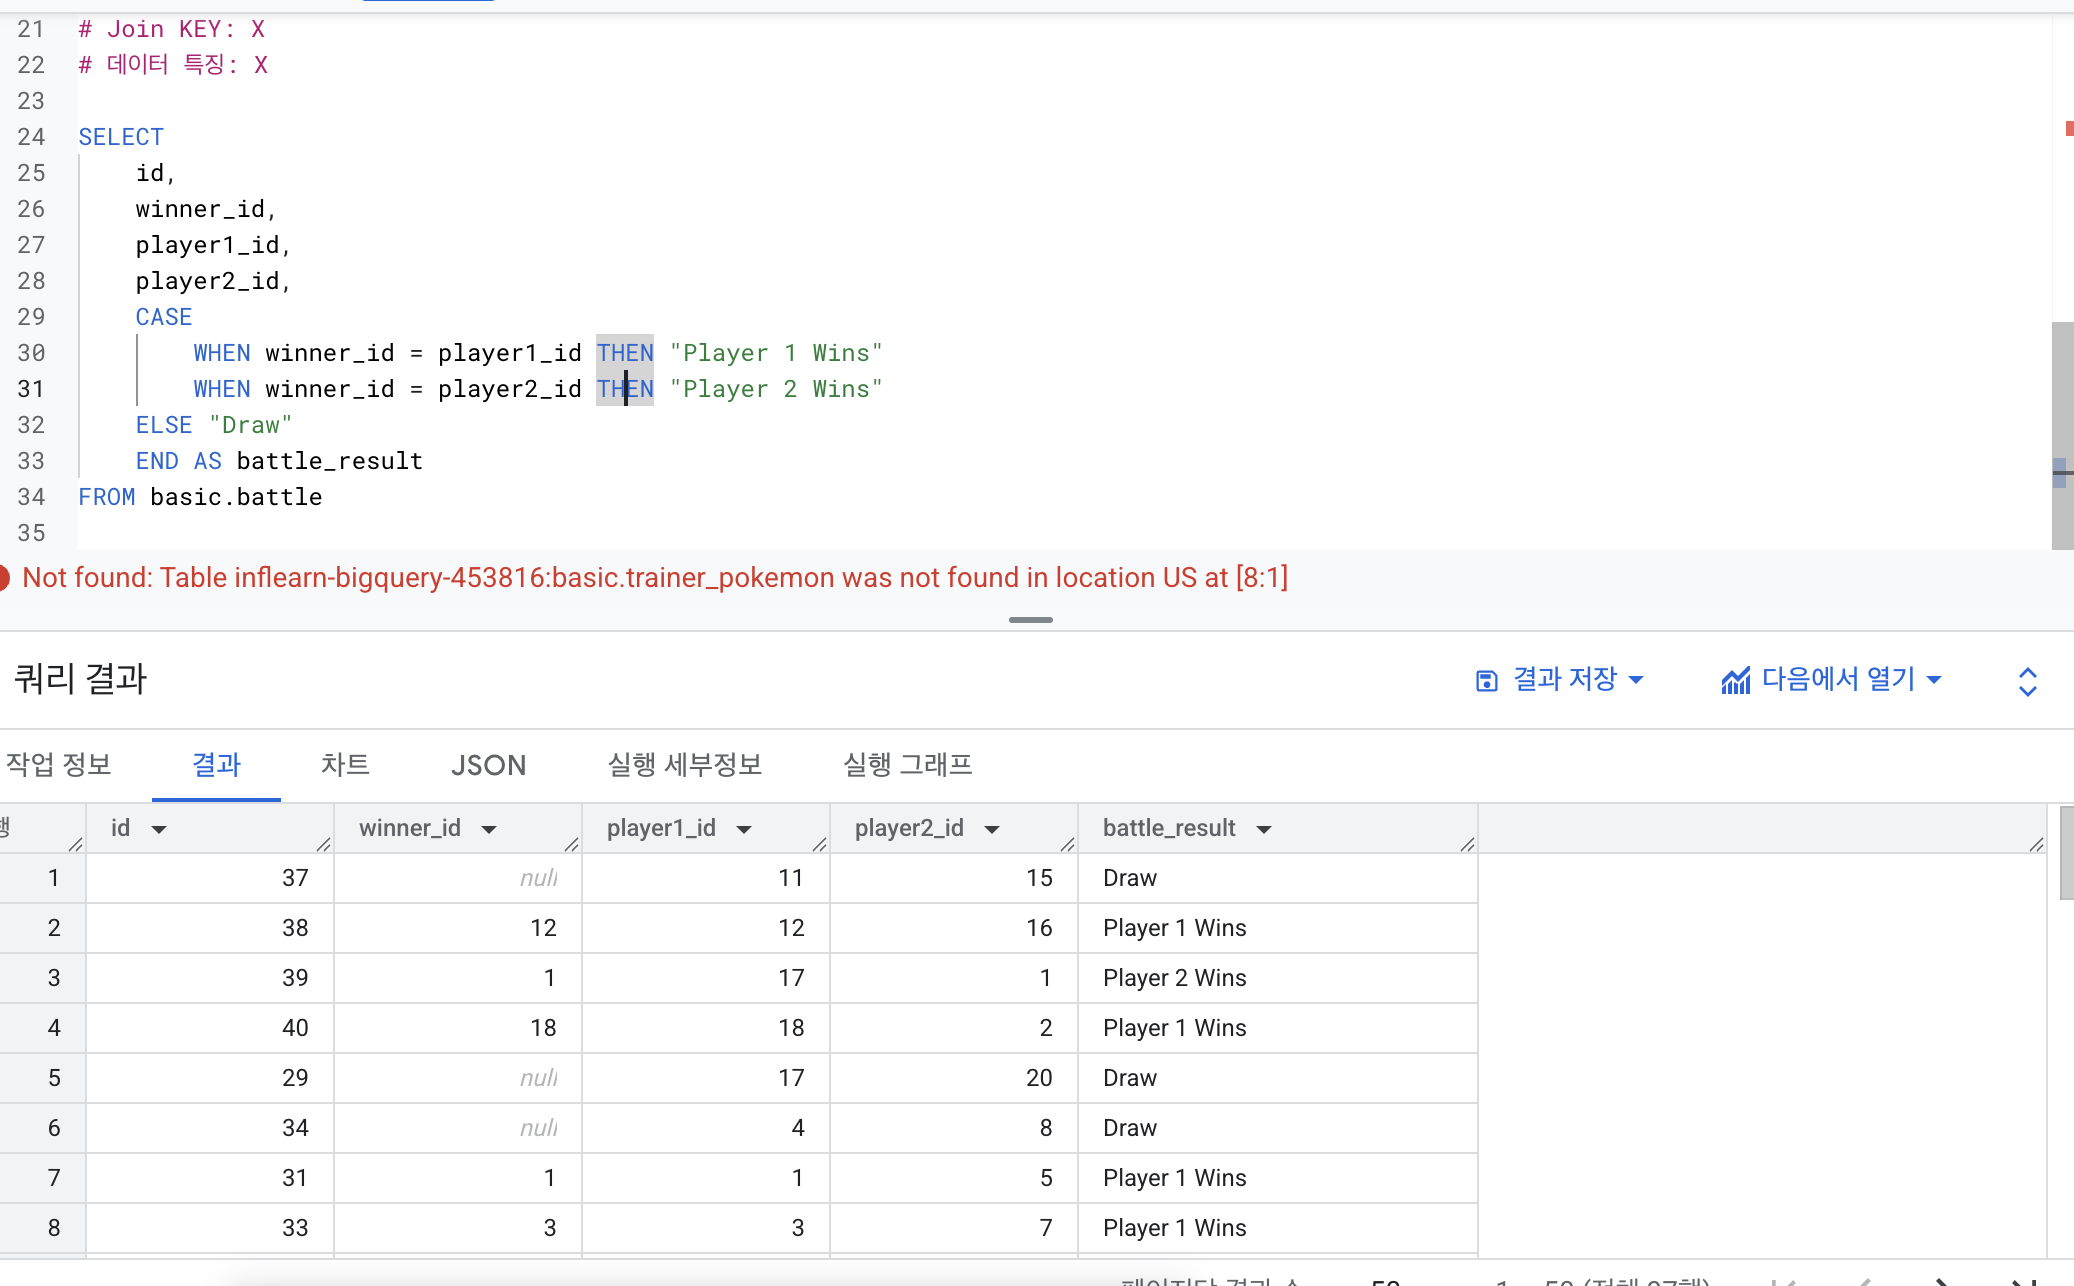 21 # Join KEY: X
22 # 데이터 특징: X
23
24 SELECT
25 id,
26 winner_id,
27 player1_id,
28 player2_id,
29 CASE
30 WHEN winner_id = player1_id THEN "Player 1 Wins"
31 WHEN winner_id = player2_id THEN "Player 2 Wins"
32 ELSE "Draw"
33 END AS battle_result
34 FROM basic.battle
35
Not found: Table inflearn-bigquery-453816:basic.trainer_pokemon was not found in location US at [8:1]
쿼리 결과 결과 저장 다음에서 열기
작업 정보 결과 차트 JSON 실행 세부정보 실행 그래프
행 id winner_id player1_id player2_id battle_result
1 37 null 11 15 Draw
2 38 12 12 16 Player 1 Wins
3 39 1 17 1 Player 2 Wins
4 40 18 18 2 Player 1 Wins
5 29 null 17 20 Draw
6 34 null 4 8 Draw
7 31 1 1 5 Player 1 Wins
8 33 3 3 7 Player 1 Wins